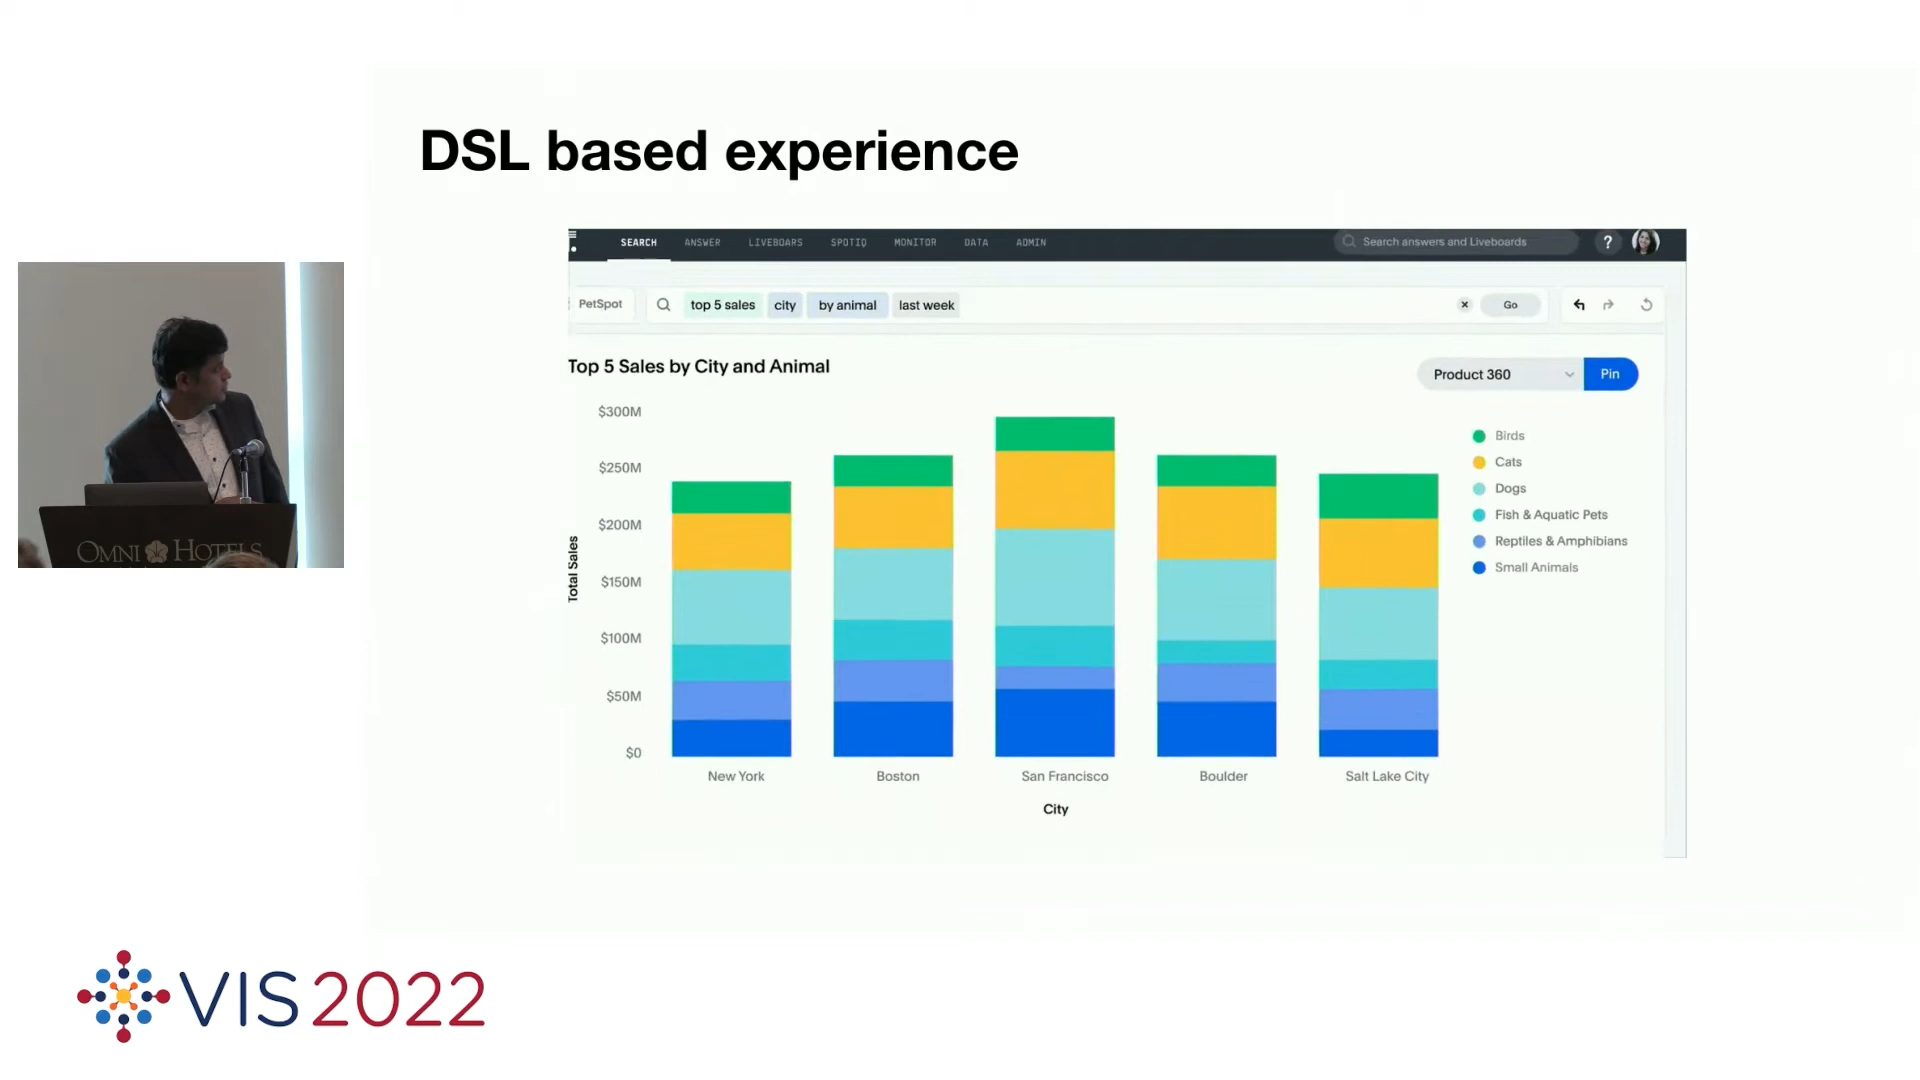 DSL based experience
SEARCH ANSWER LIVEBOARDS SPOTIQ MONITOR DATA ADMIN Search answers and Liveboards ?
PetSpot top 5 sales city by animal last week Go
Top 5 Sales by City and Animal
Product 360 Pin
$300M
$250M
$200M
$150M
$100M
$50M
$0
Total Sales
Birds
Cats
Dogs
Fish & Aquatic Pets
Reptiles & Amphibians
Small Animals
New York Boston San Francisco Boulder Salt Lake City
City
OMNI HOTELS
VIS2022